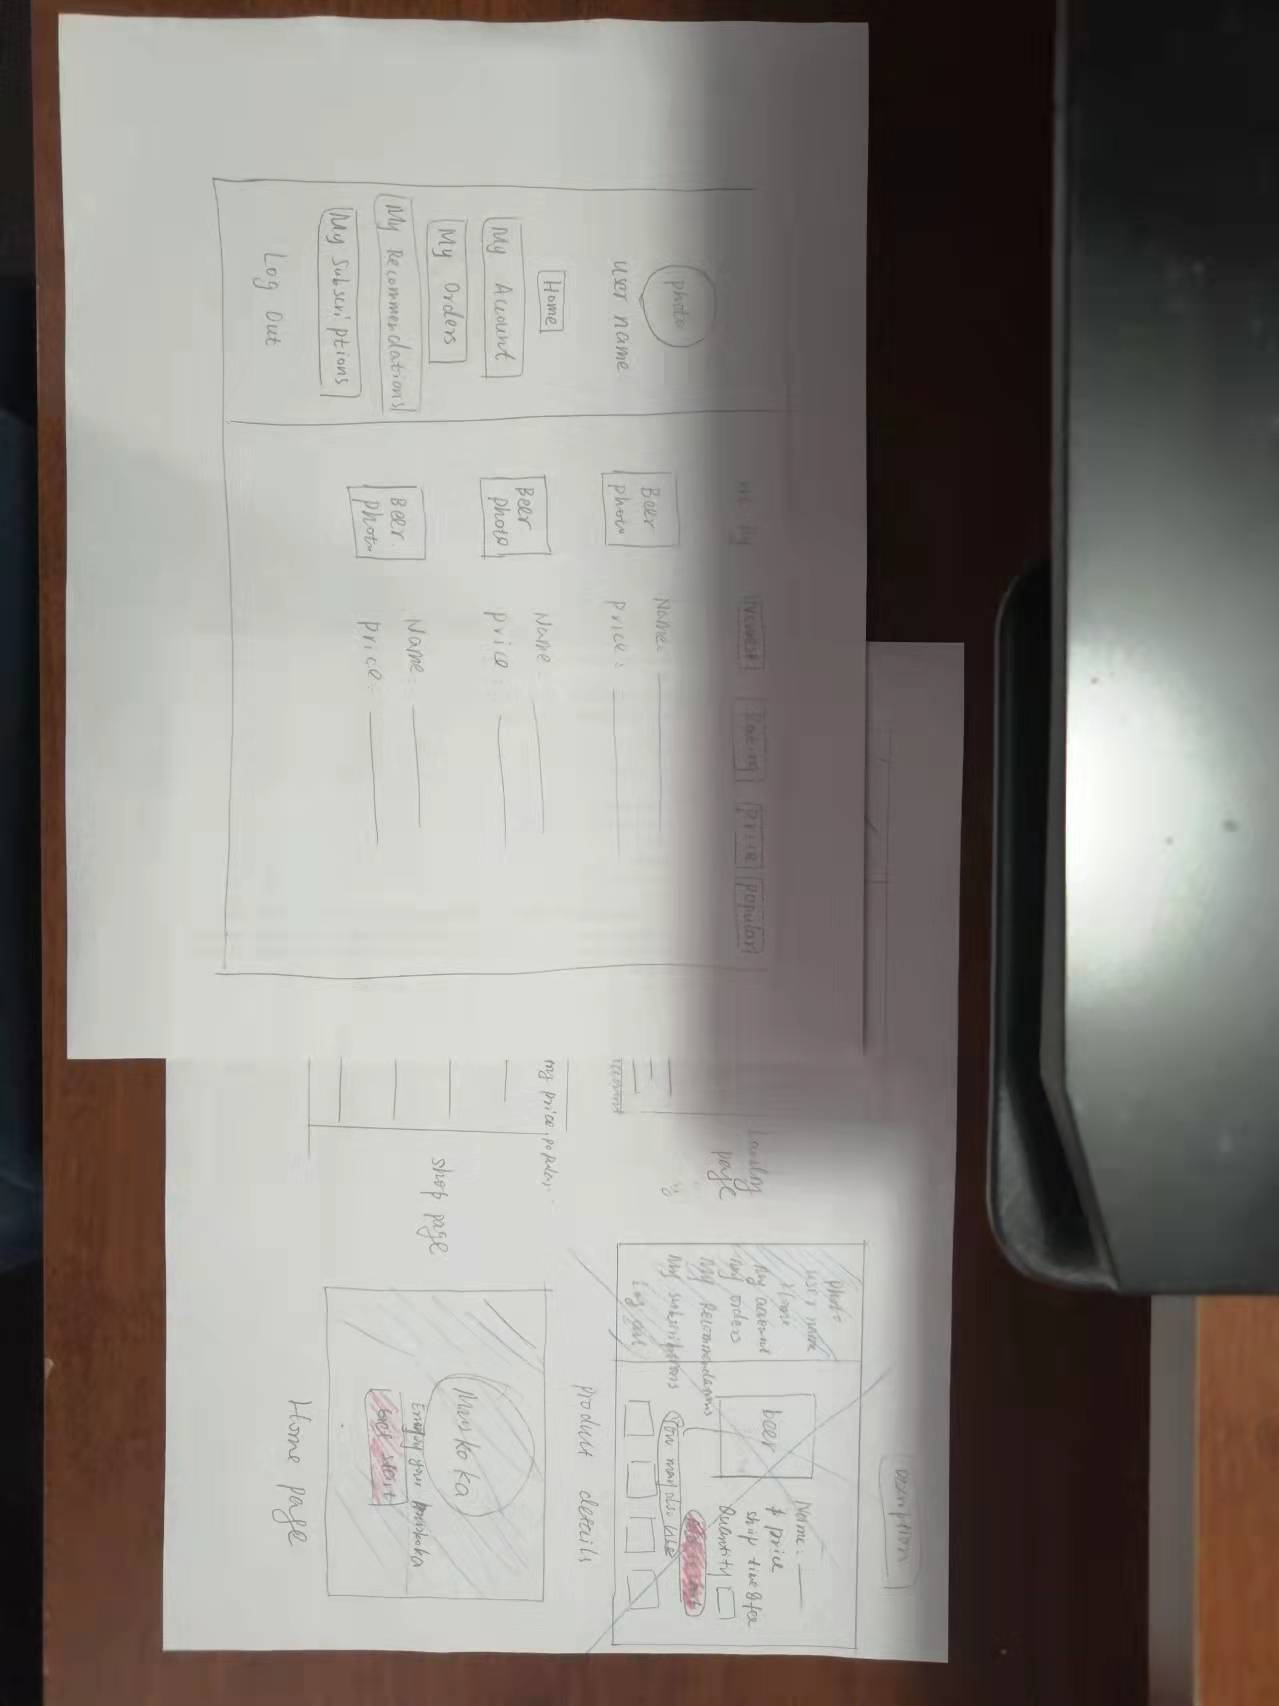 By
Newest
Rating
price
popular
photo
user name
Home
My Account
My Orders
My Recommendations
My Subscriptions
Log Out
Beer
photo
Name:
price:
Beer
photo
Name
price
Beer
photo
Name
price
Landing
page
price popular
shop page
Description
photo
user name
Home
My account
My orders
My Recommendations
My subscriptions
Log out
beer
Name:
$ price
ship time & fee
Quantity
You may also like
product details
Muskoka
Enjoy your Muskoka
Get start
Home page